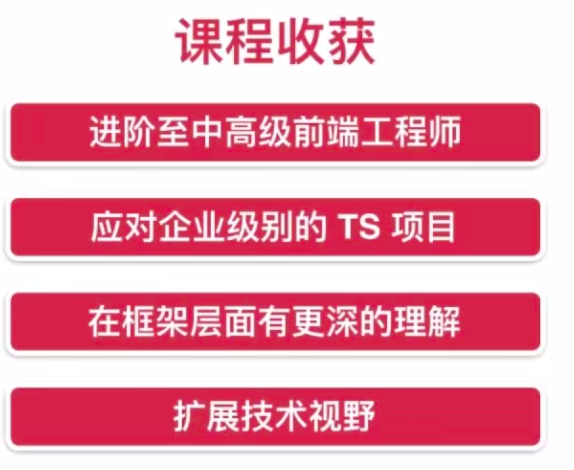 课程收获
进阶至中高级前端工程师
应对企业级别的 TS 项目
在框架层面有更深的理解
扩展技术视野